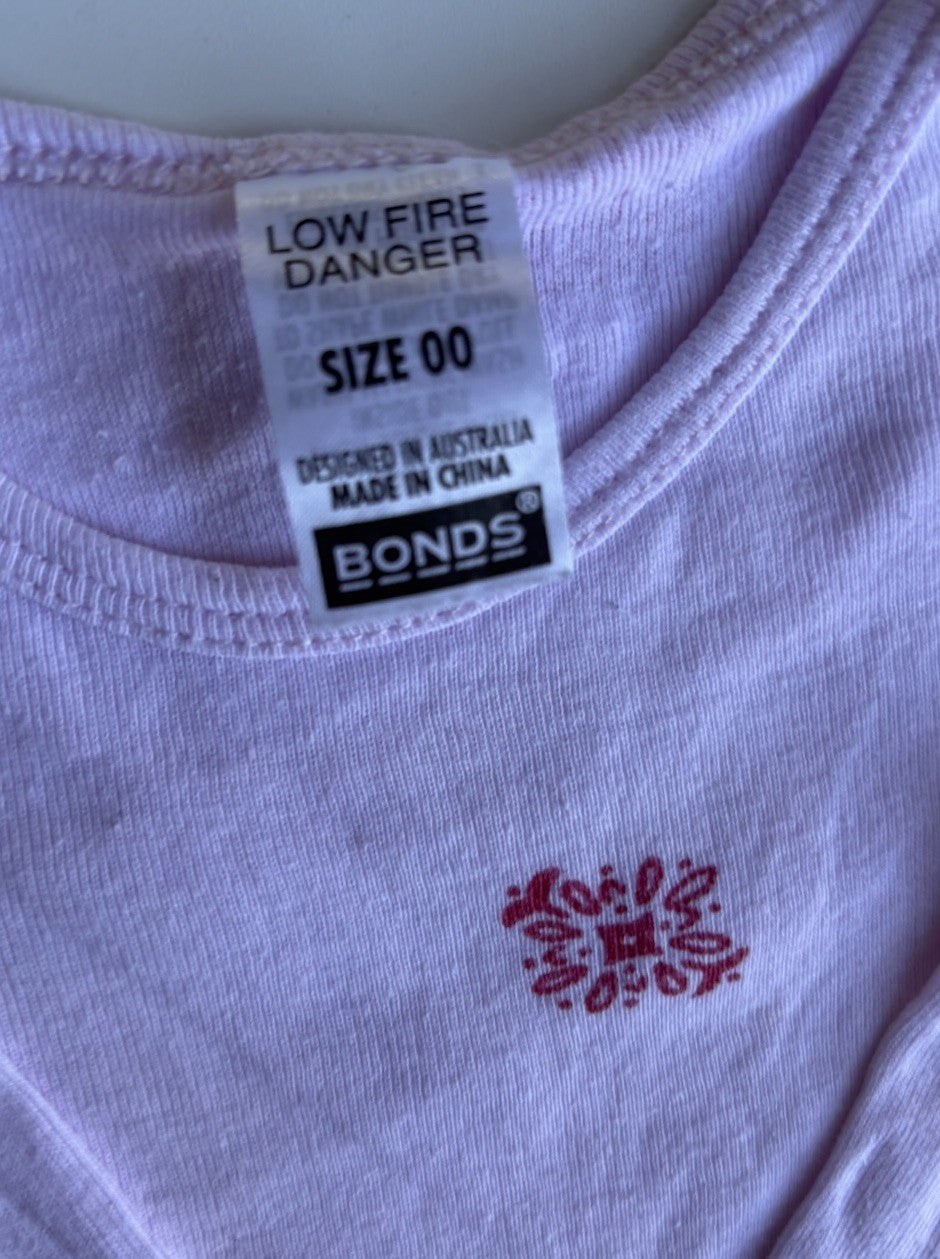 LOW FIRE
DANGER
SIZE 00
DESIGNED IN AUSTRALIA
MADE IN CHINA
BONDS®